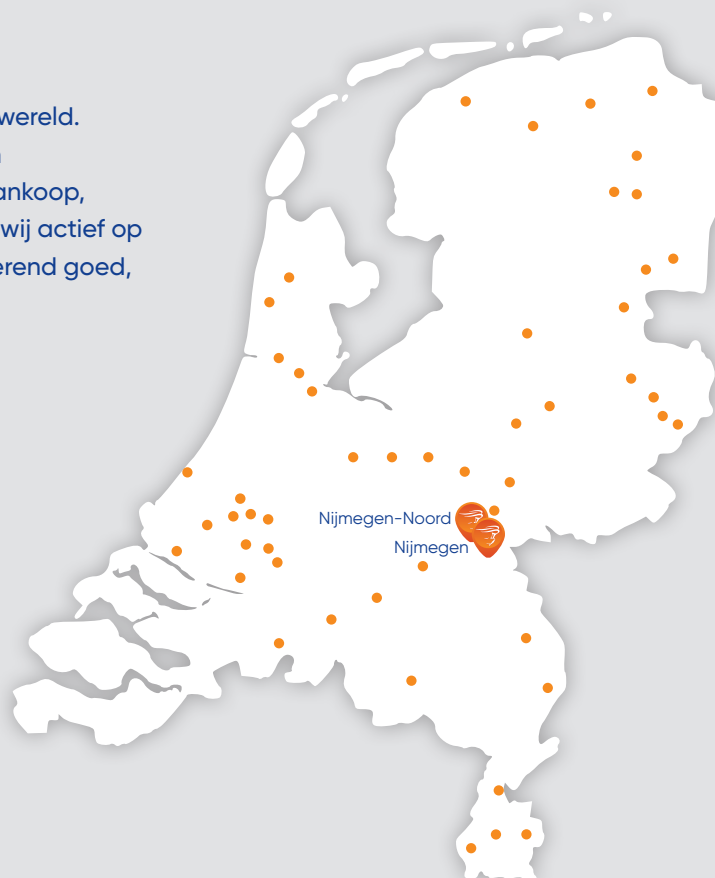 wereld.
ankoop,
wij actief op
erend goed,
Nijmegen-Noord
Nijmegen